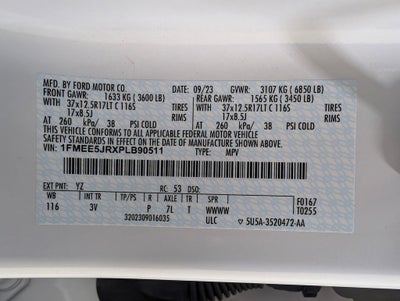 MFD. BY FORD MOTOR CO. 09/23 GVWR: 3107 KG (6850 LB)
FRONT GAWR: 1633 KG (3600 LB) REAR GAWR: 1565 KG (3450 LB)
WITH 37x12.5R17LT C 116S TIRES WITH 37x12.5R17LT C 116S TIRES
17x8.5J RIMS 17x8.5J RIMS
AT 260 kPa/ 38 PSI COLD AT 260 kPa/ 38 PSI COLD
THIS VEHICLE CONFORMS TO ALL APPLICABLE FEDERAL MOTOR VEHICLE
SAFETY STANDARDS IN EFFECT ON THE DATE OF MANUFACTURE SHOWN ABOVE.
VIN: 1FMEE5JRXPLB90511 TYPE: MPV
EXT PNT: YZ RC: 53 DSO:
WB INT TR TP/PS R AXLE TR SPR F0167
116 3V P 7L T WWWW T0255
3202309016035 ULC 5U5A-3520472-AA